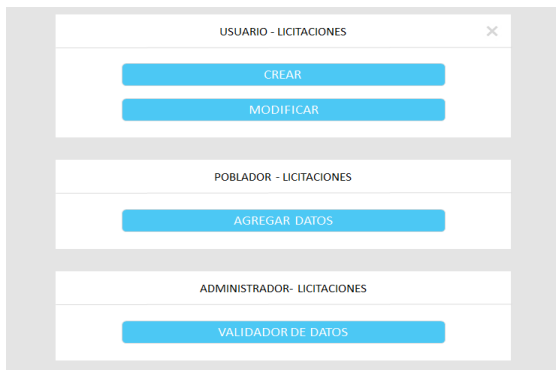 USUARIO - LICITACIONES
CREAR
MODIFICAR
POBLADOR - LICITACIONES
AGREGAR DATOS
ADMINISTRADOR- LICITACIONES
VALIDADOR DE DATOS